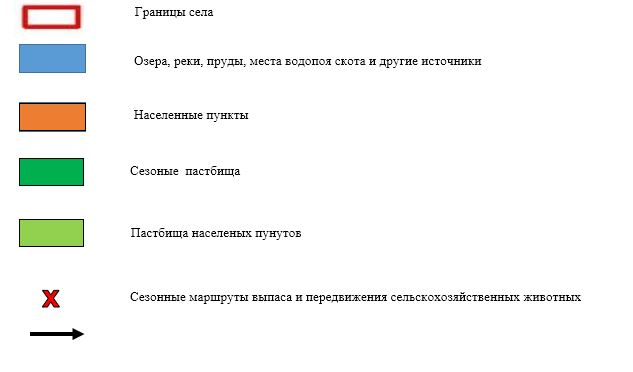 Границы села
Озера, реки, пруды, места водопоя скота и другие источники
Населенные пункты
Сезоные пастбища
Пастбища населеных пунутов
Сезонные маршруты выпаса и передвижения сельскохозяйственных животных